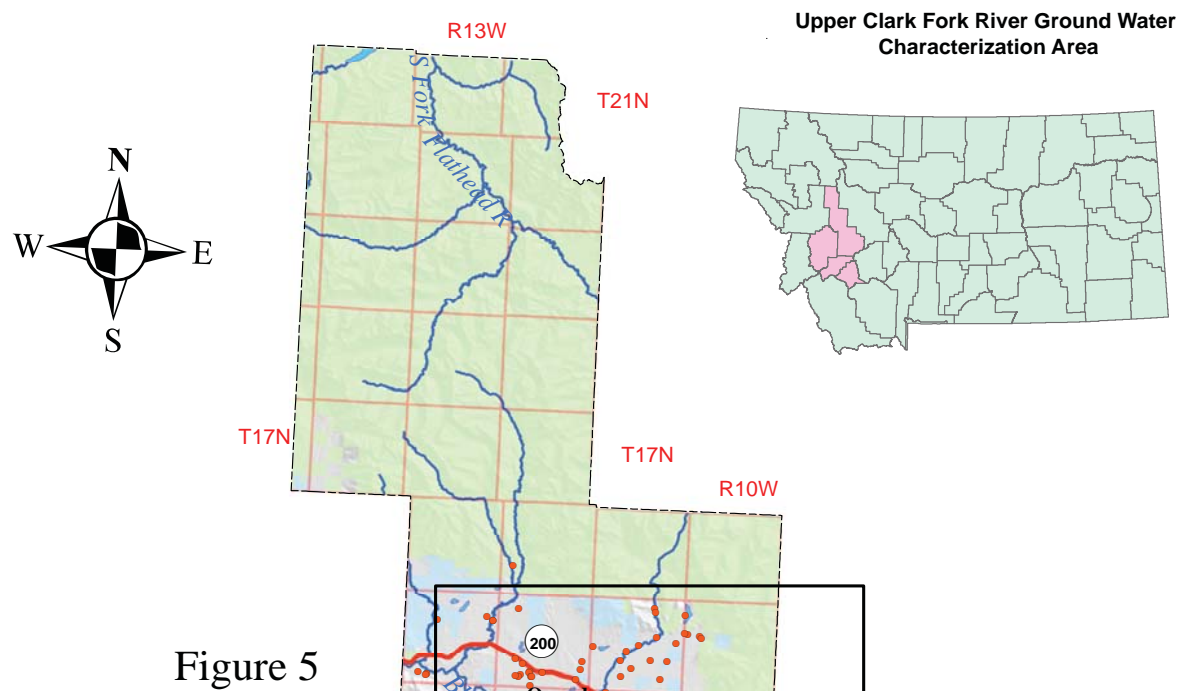 Upper Clark Fork River Ground Water
Characterization Area
R13W
T21N
S Fork Flathead R
N
W
E
S
T17N
T17N
R10W
200
Figure 5